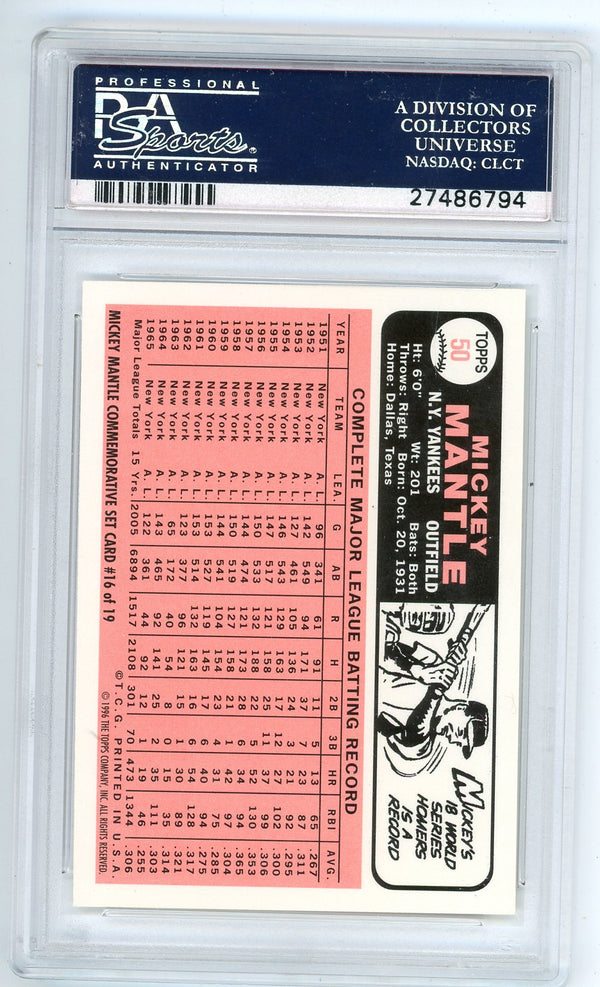 PROFESSIONAL
PSA
Sports
AUTHENTICATOR
A DIVISION OF
COLLECTORS
UNIVERSE
NASDAQ: CLCT
27486794
TOPPS
50
MICKEY
MANTLE
N.Y. YANKEES OUTFIELD
Ht: 6'0" Wt: 201 Bats: Both
Throws: Right Born: Oct. 20, 1931
Home: Dallas, Texas
MICKEY'S
18 WORLD
SERIES
HOMERS
IS A
RECORD
COMPLETE MAJOR LEAGUE BATTING RECORD
YEAR TEAM LEA. G AB R H 2B 3B HR RBI AVG.
1951 New York A. L. 96 341 61 91 11 5 13 65 .267
1952 New York A. L. 142 549 94 171 37 7 23 87 .311
1953 New York A. L. 127 461 105 136 24 3 21 92 .295
1954 New York A. L. 146 543 129 163 17 12 27 102 .300
1955 New York A. L. 147 517 121 158 25 11 37 99 .306
1956 New York A. L. 150 533 132 188 22 5 52 130 .353
1957 New York A. L. 144 474 121 173 28 6 34 94 .365
1958 New York A. L. 150 519 127 158 21 1 42 97 .304
1959 New York A. L. 144 541 104 154 23 4 31 75 .285
1960 New York A. L. 153 527 119 145 17 6 40 94 .275
1961 New York A. L. 153 514 132 163 16 6 54 128 .317
1962 New York A. L. 123 377 96 121 15 1 30 89 .321
1963 New York A. L. 65 172 40 54 8 0 15 35 .314
1964 New York A. L. 143 465 92 141 25 2 35 111 .303
1965 New York A. L. 122 361 44 92 12 1 19 46 .255
Major League Totals 15 Yrs. 2005 6894 1517 2108 301 70 473 1344 .306
© T.C.G. PRINTED IN U.S.A.
MICKEY MANTLE COMMEMORATIVE SET CARD #16 of 19 © 1996 THE TOPPS COMPANY, INC. ALL RIGHTS RESERVED.